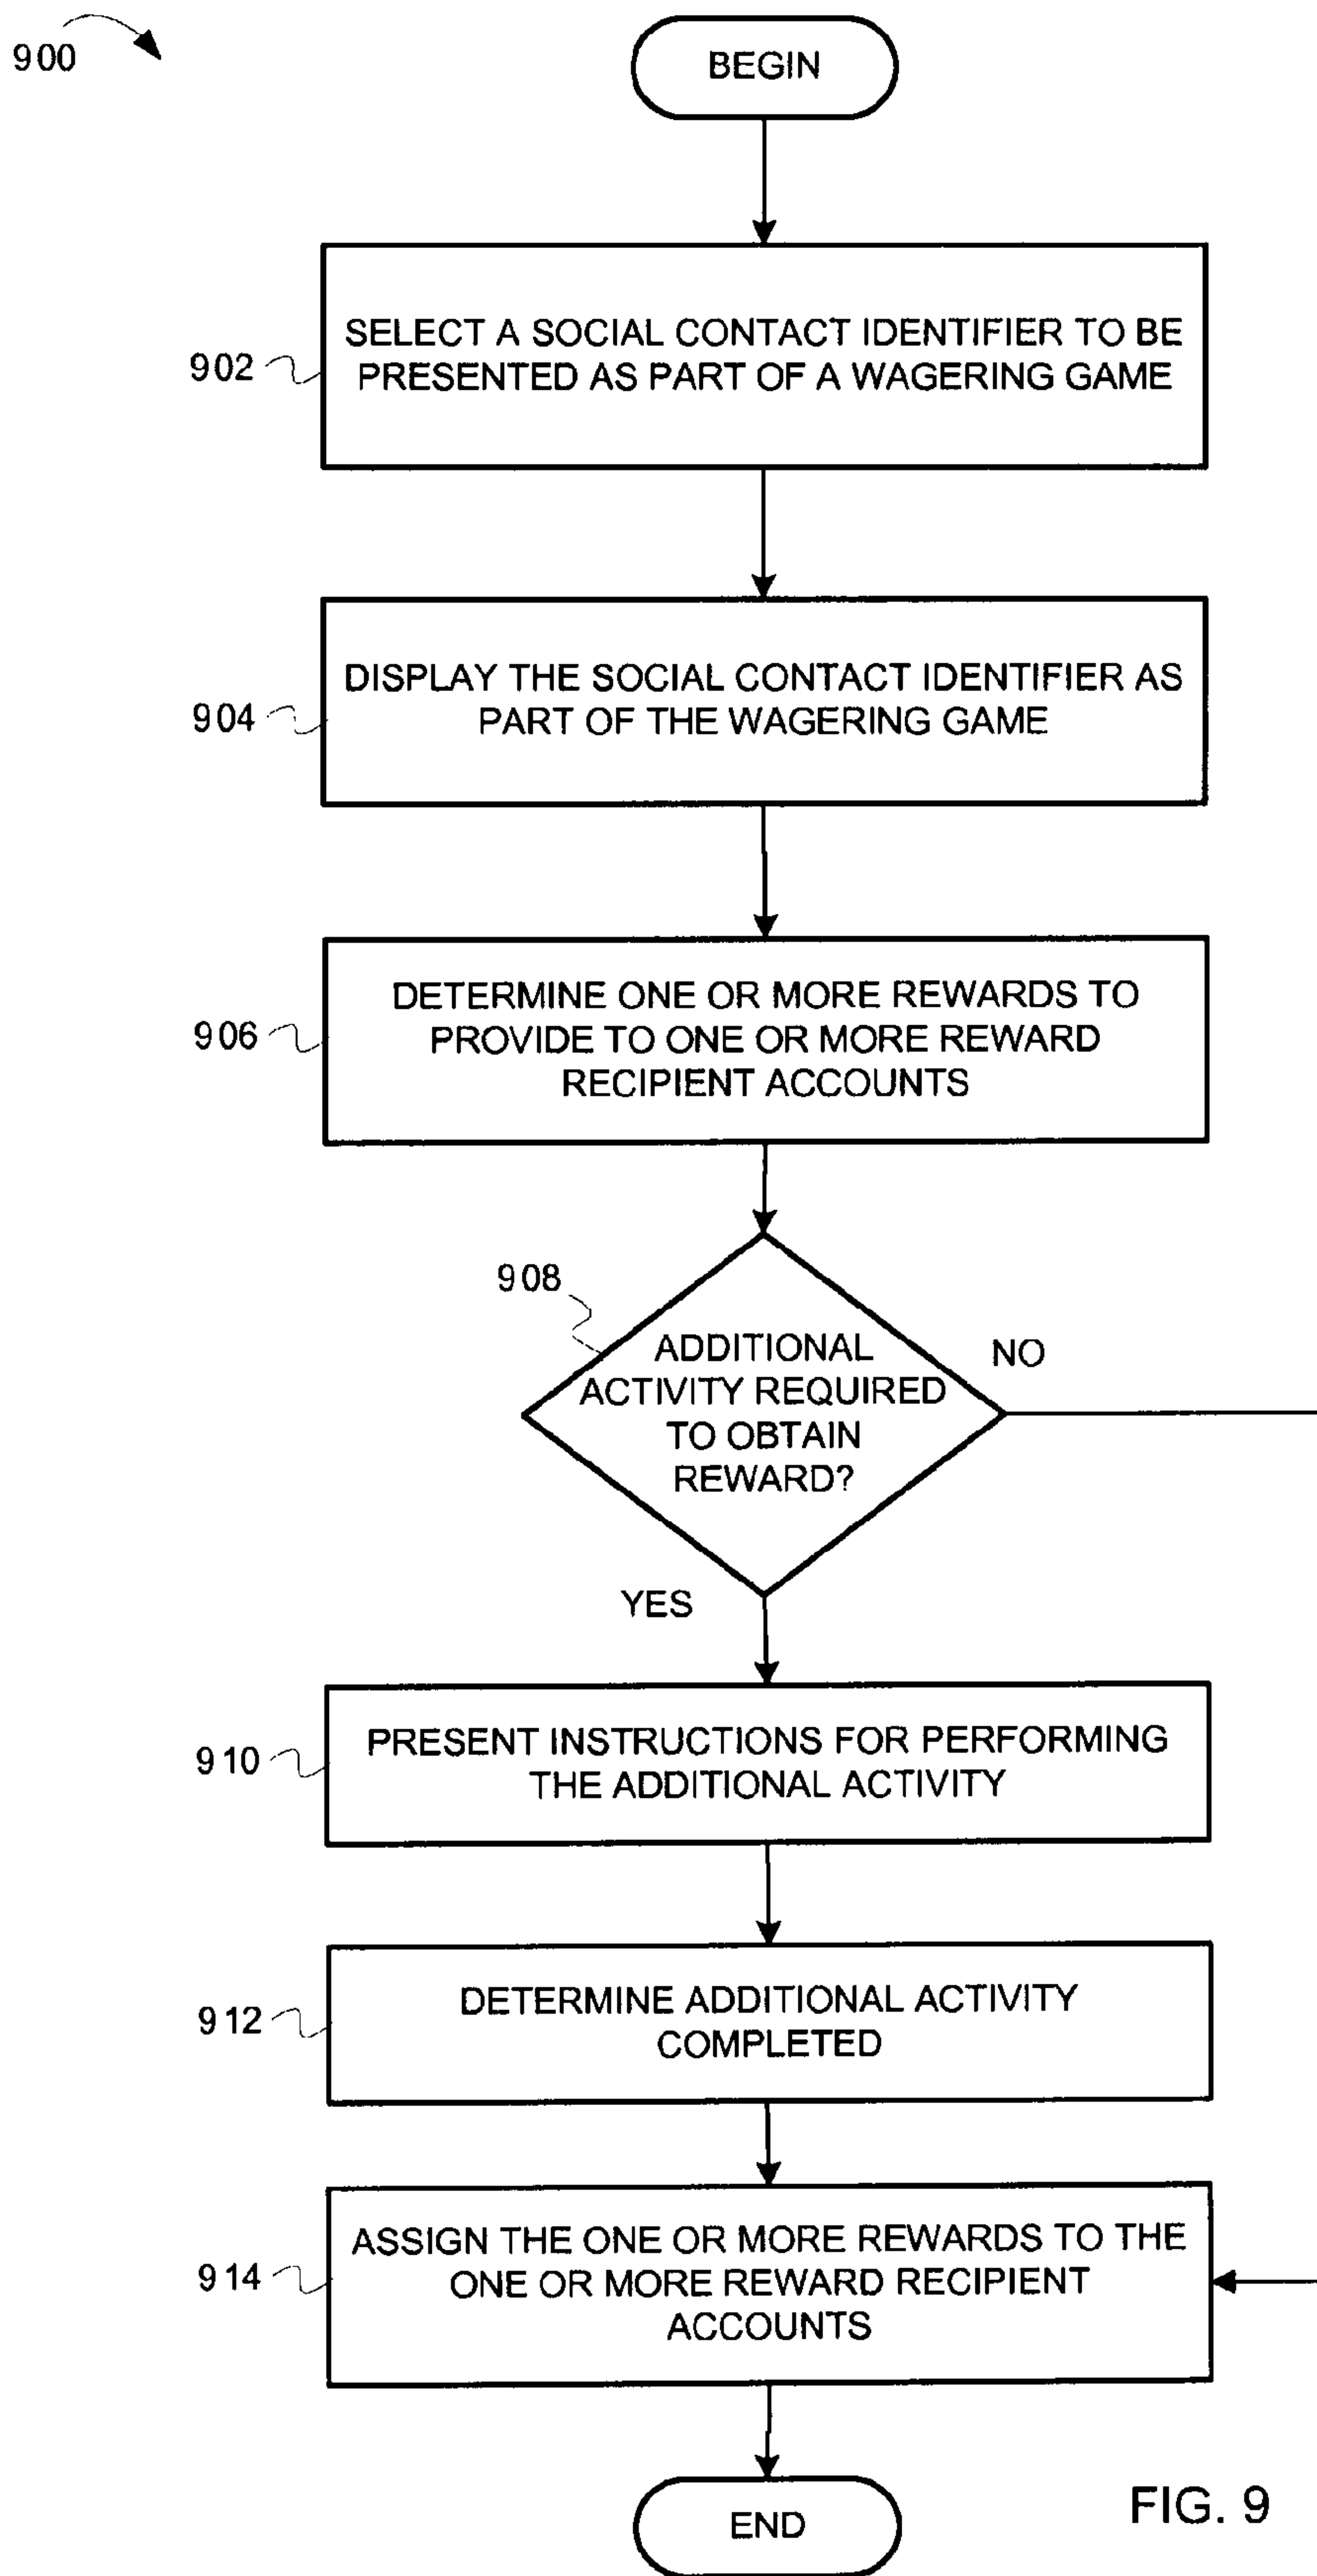 900
BEGIN
902
SELECT A SOCIAL CONTACT IDENTIFIER TO BE
PRESENTED AS PART OF A WAGERING GAME
904
DISPLAY THE SOCIAL CONTACT IDENTIFIER AS
PART OF THE WAGERING GAME
906
DETERMINE ONE OR MORE REWARDS TO
PROVIDE TO ONE OR MORE REWARD
RECIPIENT ACCOUNTS
908
ADDITIONAL
ACTIVITY REQUIRED
TO OBTAIN
REWARD?
NO
YES
910
PRESENT INSTRUCTIONS FOR PERFORMING
THE ADDITIONAL ACTIVITY
912
DETERMINE ADDITIONAL ACTIVITY
COMPLETED
914
ASSIGN THE ONE OR MORE REWARDS TO THE
ONE OR MORE REWARD RECIPIENT
ACCOUNTS
END
FIG. 9